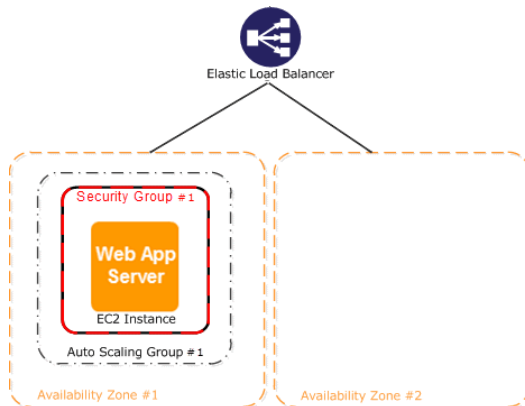 Elastic Load Balancer
Security Group #1
Web App
Server
EC2 Instance
Auto Scaling Group #1
Availability Zone #1
Availability Zone #2